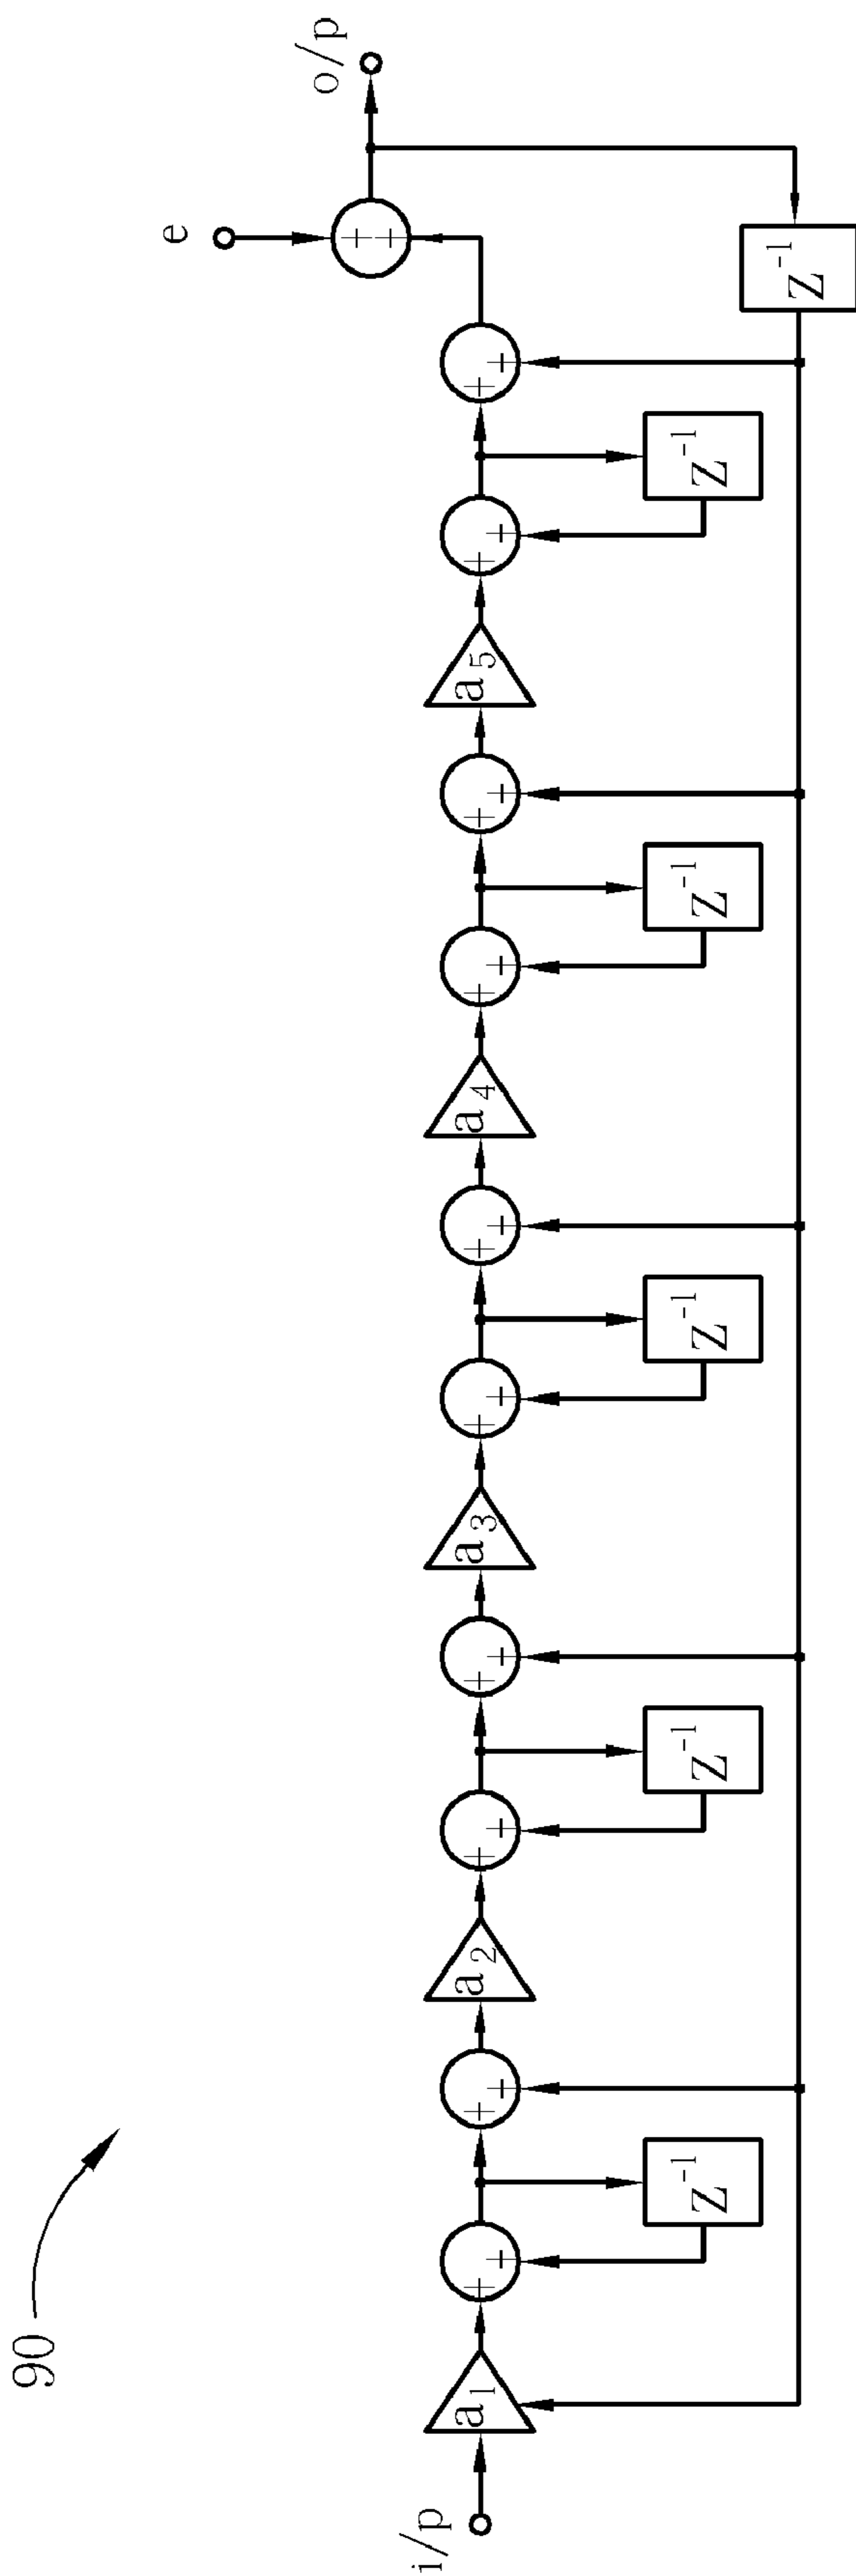 90
e
+
+
o/p
i/p
a₁
+ +
+ +
a₂
+ +
+ +
a₃
+ +
+ +
a₄
+ +
+ +
a₅
+ +
+ +
Z⁻¹
Z⁻¹
Z⁻¹
Z⁻¹
Z⁻¹
Z⁻¹